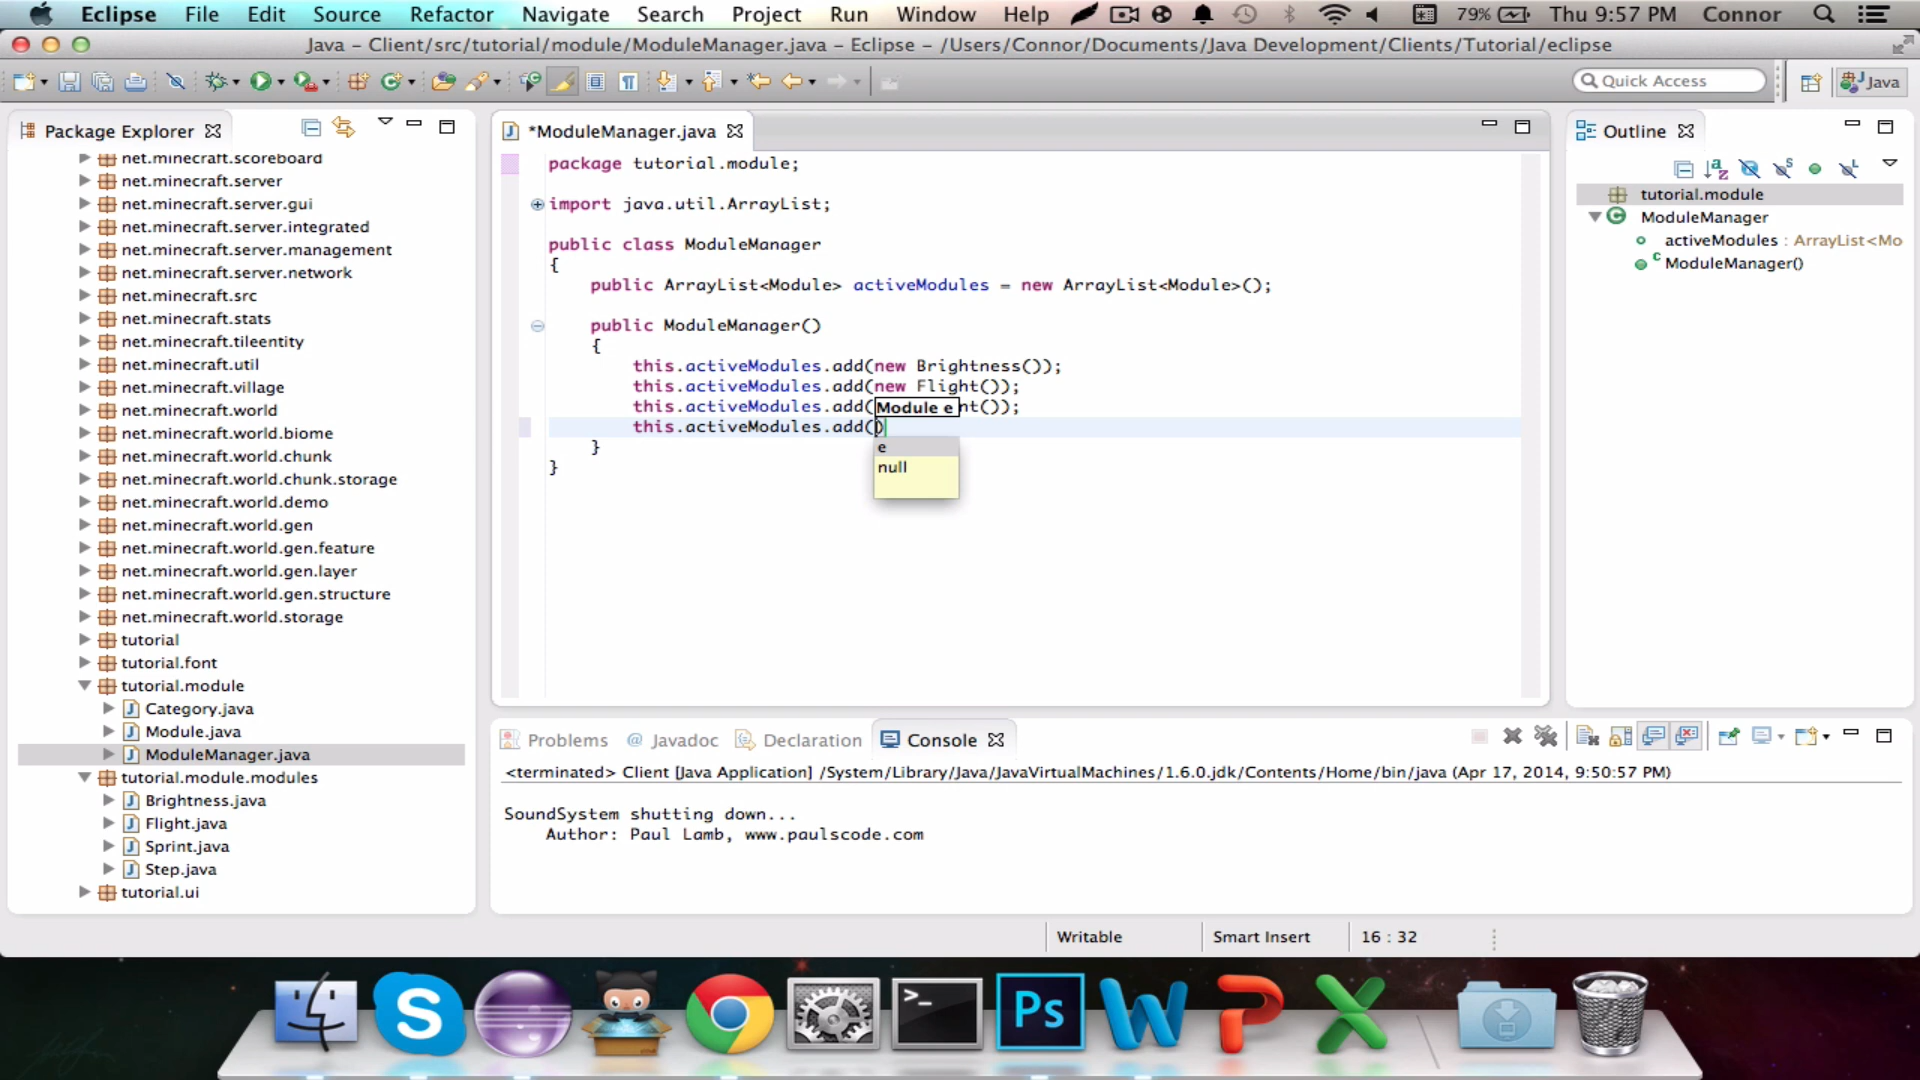 Eclipse File Edit Source Refactor Navigate Search Project Run Window Help 79% Thu 9:57 PM Connor
Java – Client/src/tutorial/module/ModuleManager.java – Eclipse – /Users/Connor/Documents/Java Development/Clients/Tutorial/eclipse
Quick Access
Java
Package Explorer
net.minecraft.scoreboard
net.minecraft.server
net.minecraft.server.gui
net.minecraft.server.integrated
net.minecraft.server.management
net.minecraft.server.network
net.minecraft.src
net.minecraft.stats
net.minecraft.tileentity
net.minecraft.util
net.minecraft.village
net.minecraft.world
net.minecraft.world.biome
net.minecraft.world.chunk
net.minecraft.world.chunk.storage
net.minecraft.world.demo
net.minecraft.world.gen
net.minecraft.world.gen.feature
net.minecraft.world.gen.layer
net.minecraft.world.gen.structure
net.minecraft.world.storage
tutorial
tutorial.font
tutorial.module
Category.java
Module.java
ModuleManager.java
tutorial.module.modules
Brightness.java
Flight.java
Sprint.java
Step.java
tutorial.ui
*ModuleManager.java
package tutorial.module;
import java.util.ArrayList;
public class ModuleManager
{
public ArrayList<Module> activeModules = new ArrayList<Module>();
public ModuleManager()
{
this.activeModules.add(new Brightness());
this.activeModules.add(new Flight());
this.activeModules.add( nt());
Module e
this.activeModules.add()
e
null
}
}
Outline
tutorial.module
ModuleManager
activeModules : ArrayList<Mo
ModuleManager()
Problems @ Javadoc Declaration Console
<terminated> Client [Java Application] /System/Library/Java/JavaVirtualMachines/1.6.0.jdk/Contents/Home/bin/java (Apr 17, 2014, 9:50:57 PM)
SoundSystem shutting down...
Author: Paul Lamb, www.paulscode.com
Writable Smart Insert 16 : 32
Ps